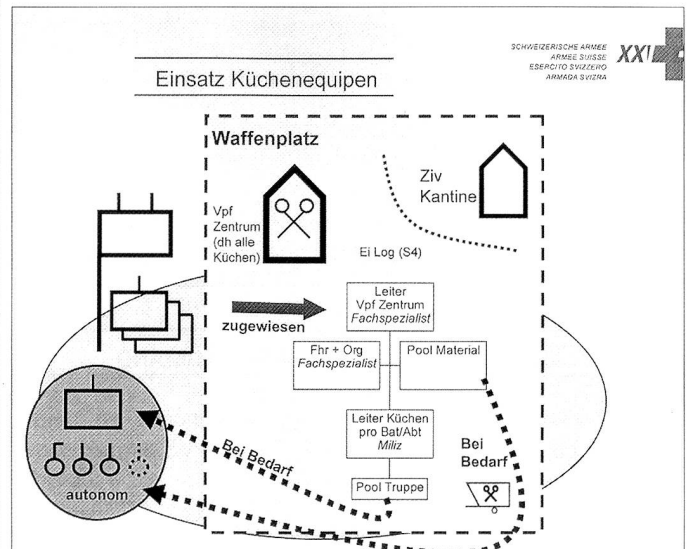 SCHWEIZERISCHE ARMEE
ARMEE SUISSE
ESERCITO SVIZZERO
ARMADA SVIZRA
XXI
Einsatz Küchenequipen
Waffenplatz
Vpf
Zentrum
(dh alle
Küchen)
Ziv
Kantine
Ei Log (S4)
zugewiesen
Leiter
Vpf Zentrum
Fachspezialist
Fhr + Org
Fachspezialist
Pool Material
Leiter Küchen
pro Bat/Abt
Miliz
Pool Truppe
Bei
Bedarf
Bei Bedarf
autonom